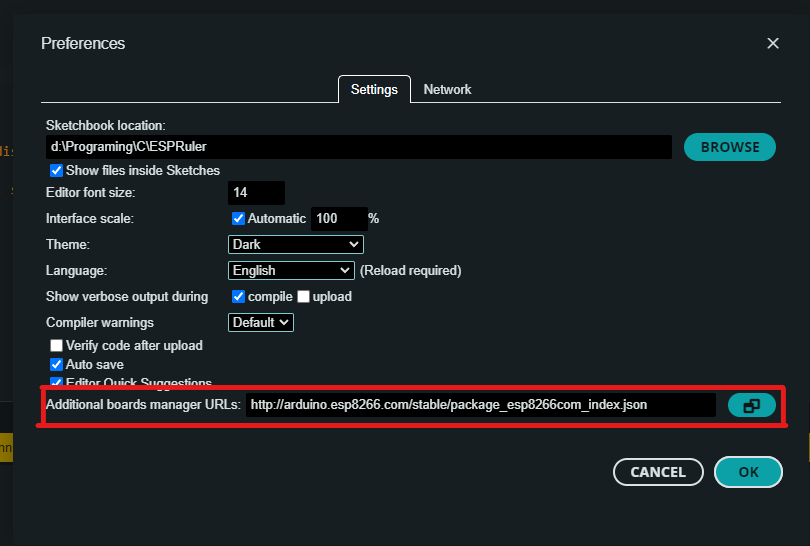 Preferences
Settings Network
Sketchbook location:
d:\Programing\C\ESPRuler BROWSE
Show files inside Sketches
Editor font size: 14
Interface scale: Automatic 100 %
Theme: Dark
Language: English (Reload required)
Show verbose output during compile upload
Compiler warnings Default
Verify code after upload
Auto save
Editor Quick Suggestions
Additional boards manager URLs: http://arduino.esp8266.com/stable/package_esp8266com_index.json
CANCEL OK